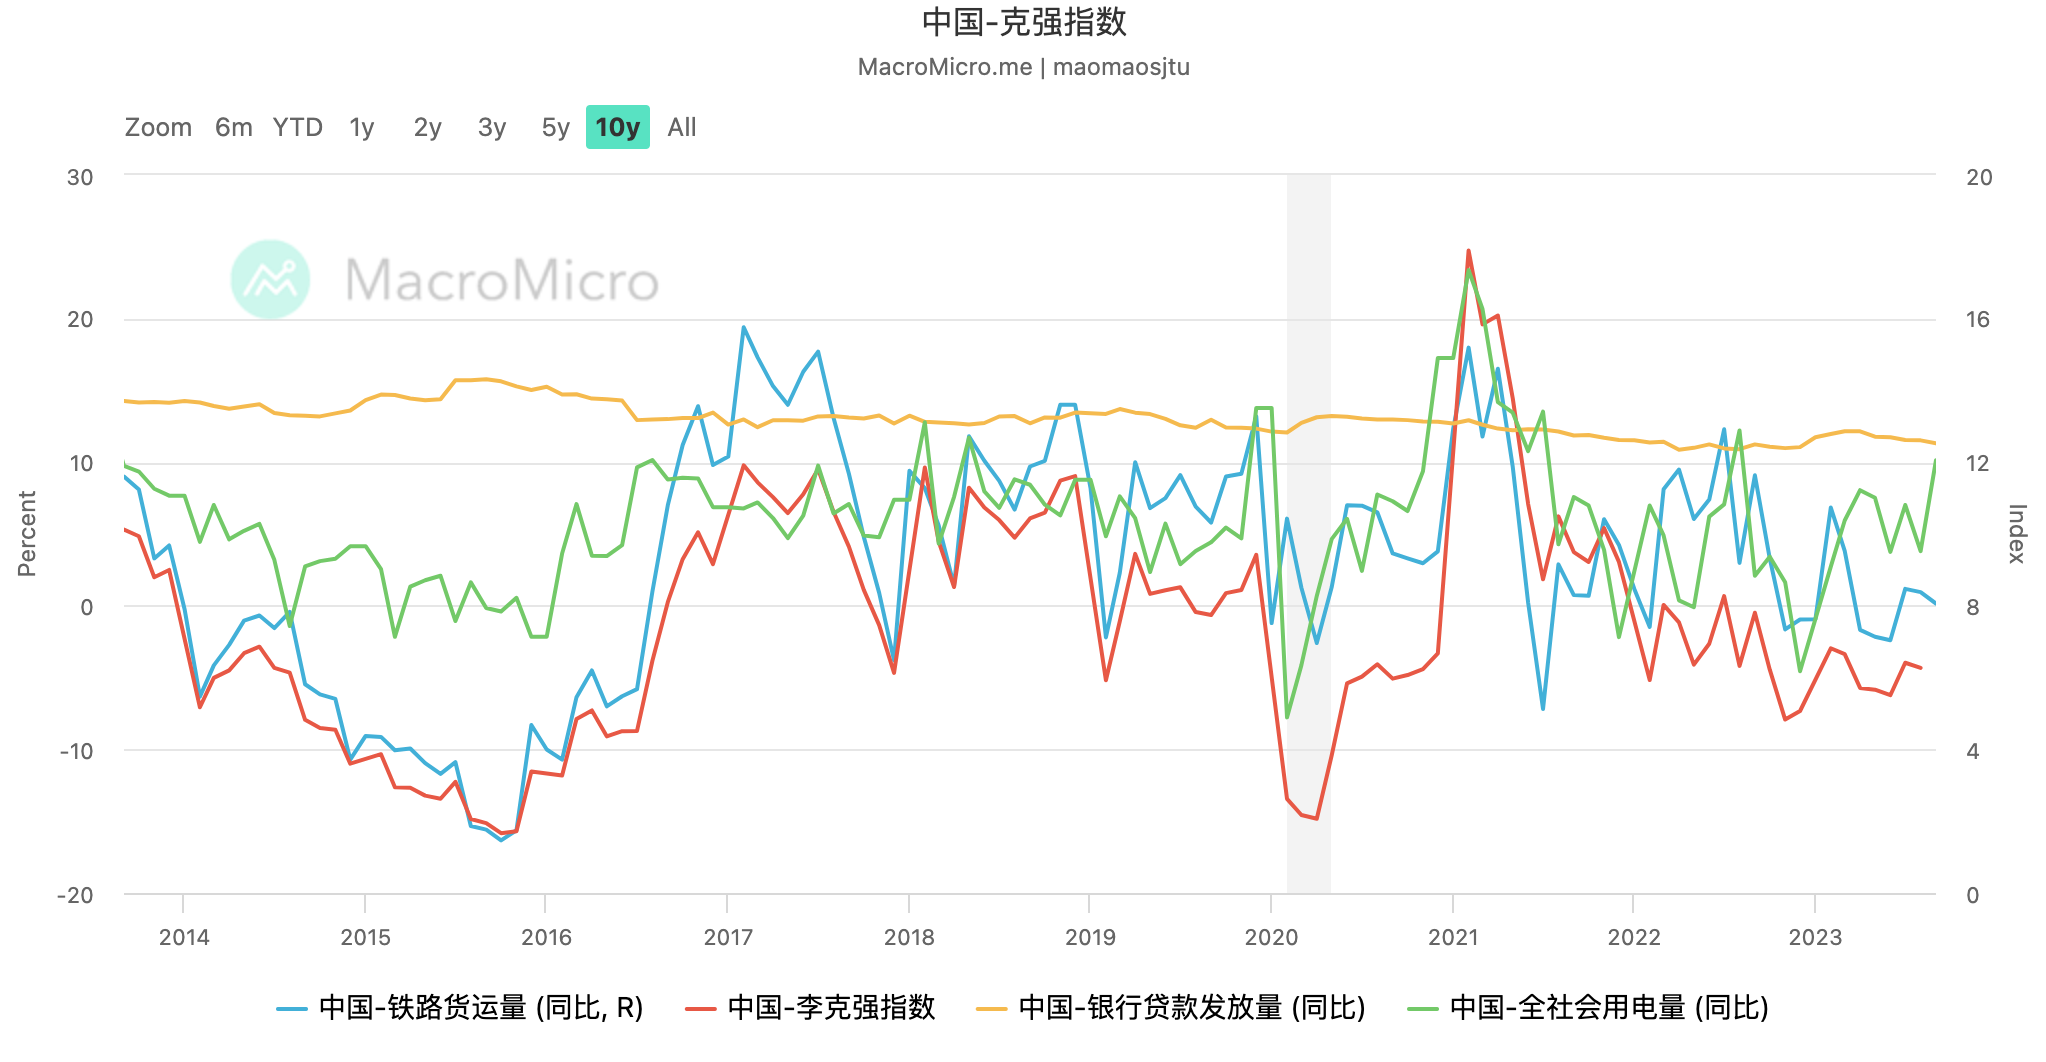 中国-克强指数
MacroMicro.me | maomaosjtu
Zoom 6m YTD 1y 2y 3y 5y 10y All
30 20
MacroMicro
20 16
10 12
Percent
Index
0 8
-10 4
-20 0
2014 2015 2016 2017 2018 2019 2020 2021 2022 2023
中国-铁路货运量 (同比, R) 中国-李克强指数 中国-银行贷款发放量 (同比) 中国-全社会用电量 (同比)